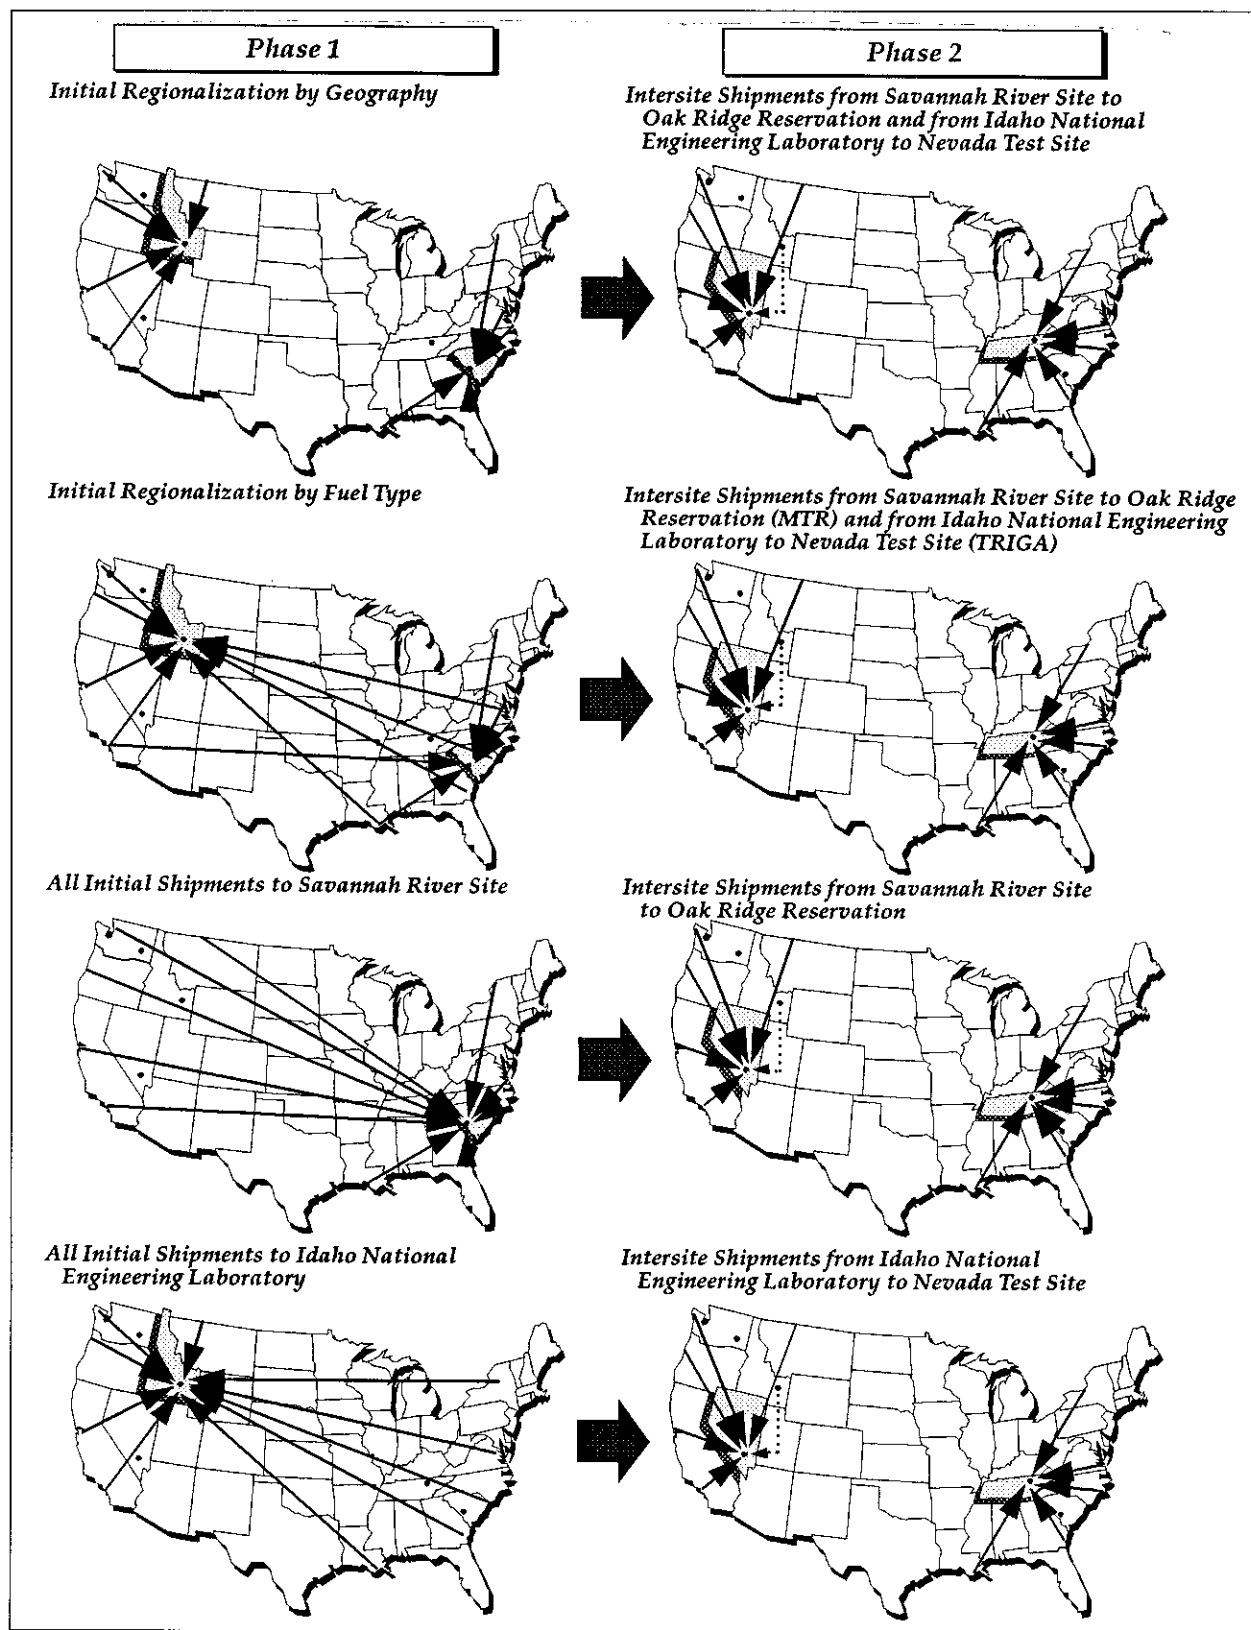 Phase 1
Phase 2
Initial Regionalization by Geography
Intersite Shipments from Savannah River Site to
Oak Ridge Reservation and from Idaho National
Engineering Laboratory to Nevada Test Site
Initial Regionalization by Fuel Type
Intersite Shipments from Savannah River Site to Oak Ridge
Reservation (MTR) and from Idaho National Engineering
Laboratory to Nevada Test Site (TRIGA)
All Initial Shipments to Savannah River Site
Intersite Shipments from Savannah River Site
to Oak Ridge Reservation
All Initial Shipments to Idaho National
Engineering Laboratory
Intersite Shipments from Idaho National
Engineering Laboratory to Nevada Test Site